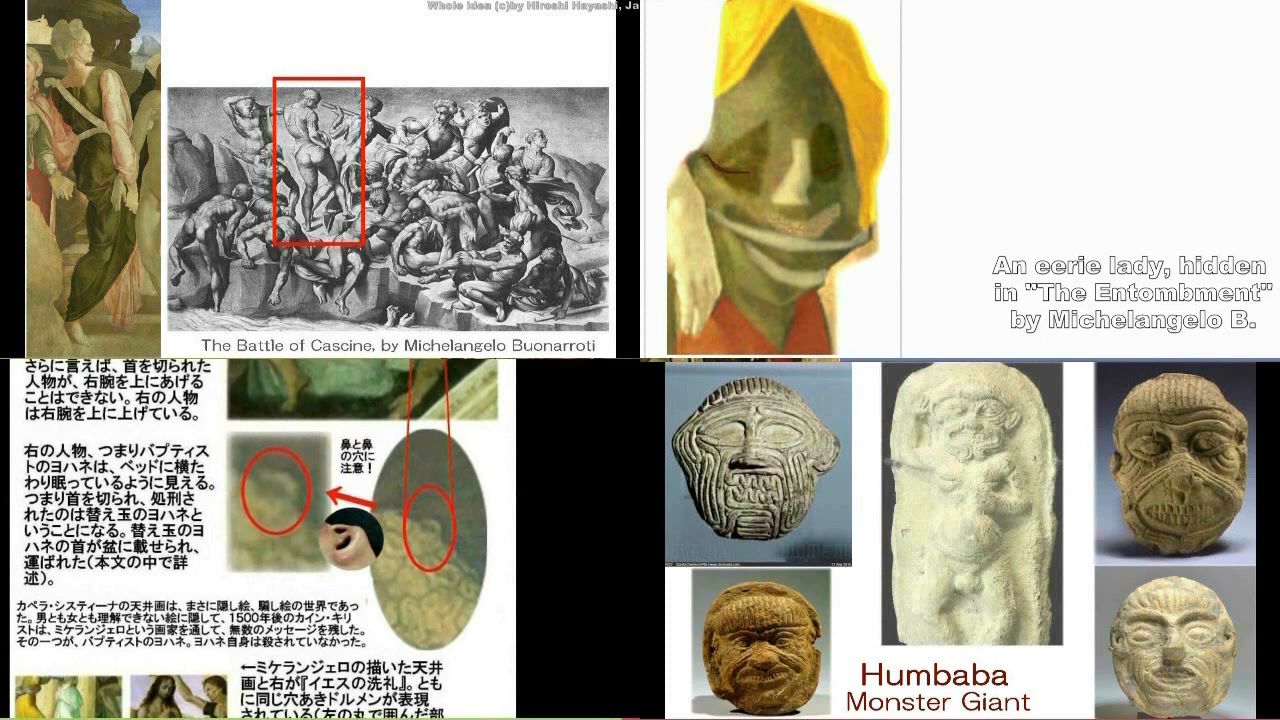 Whole idea (c)by Hiroshi Hayashi, Ja
The Battle of Cascine, by Michelangelo Buonarroti
An eerie lady, hidden
in "The Entombment"
by Michelangelo B.
さらに言えば、首を切られた
人物が、右腕を上にあげる
ことはできない。右の人物
は右腕を上に上げている。
右の人物、つまりバプティス
トのヨハネは、ベッドに横た
わり眠っているように見える。
つまり首を切られ、処刑さ
れたのは替え玉のヨハネと
いうことになる。替え玉のヨ
ハネの首が盆に載せられ、
運ばれた(本文の中で詳
述)。
鼻と鼻
の穴に
注意!
カペラ・システィーナの天井画は、まさに隠し絵、騙し絵の世界であっ
た。男とも女とも理解できない絵に隠して、1500年後のカイン・キリ
ストは、ミケランジェロという画家を通して、無数のメッセージを残した。
その一つが、バプティストのヨハネ。ヨハネ自身は殺されていなかった。
←ミケランジェロの描いた天井
画と右が『イエスの洗礼』。とも
に同じ穴あきドルメンが表現
されている(左の丸で囲んだ部
Humbaba
Monster Giant